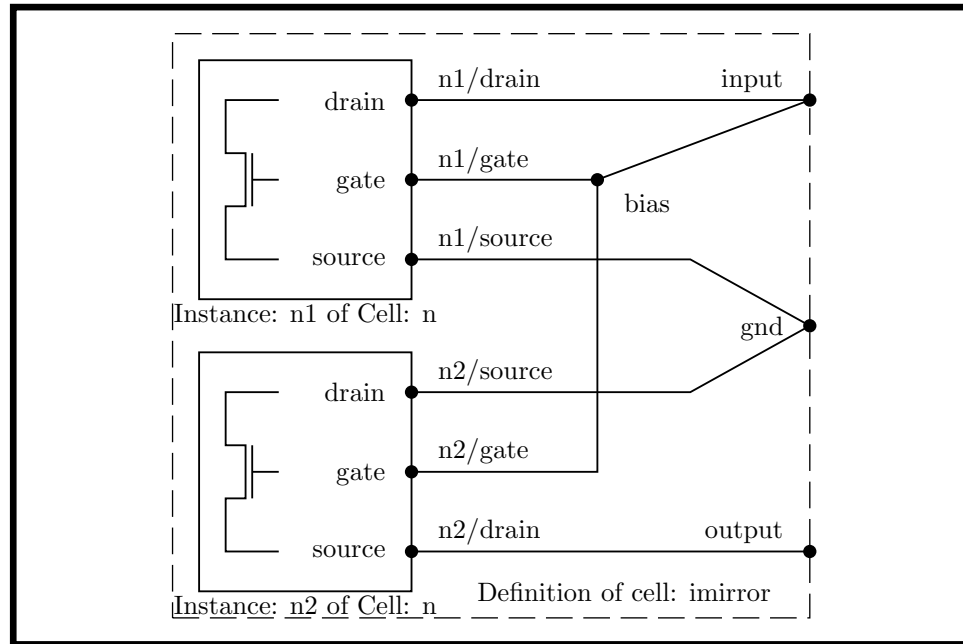 n1/drain
input
drain
n1/gate
gate
bias
n1/source
source
Instance: n1 of Cell: n
gnd
n2/source
drain
n2/gate
gate
n2/drain
output
source
Definition of cell: imirror
Instance: n2 of Cell: n